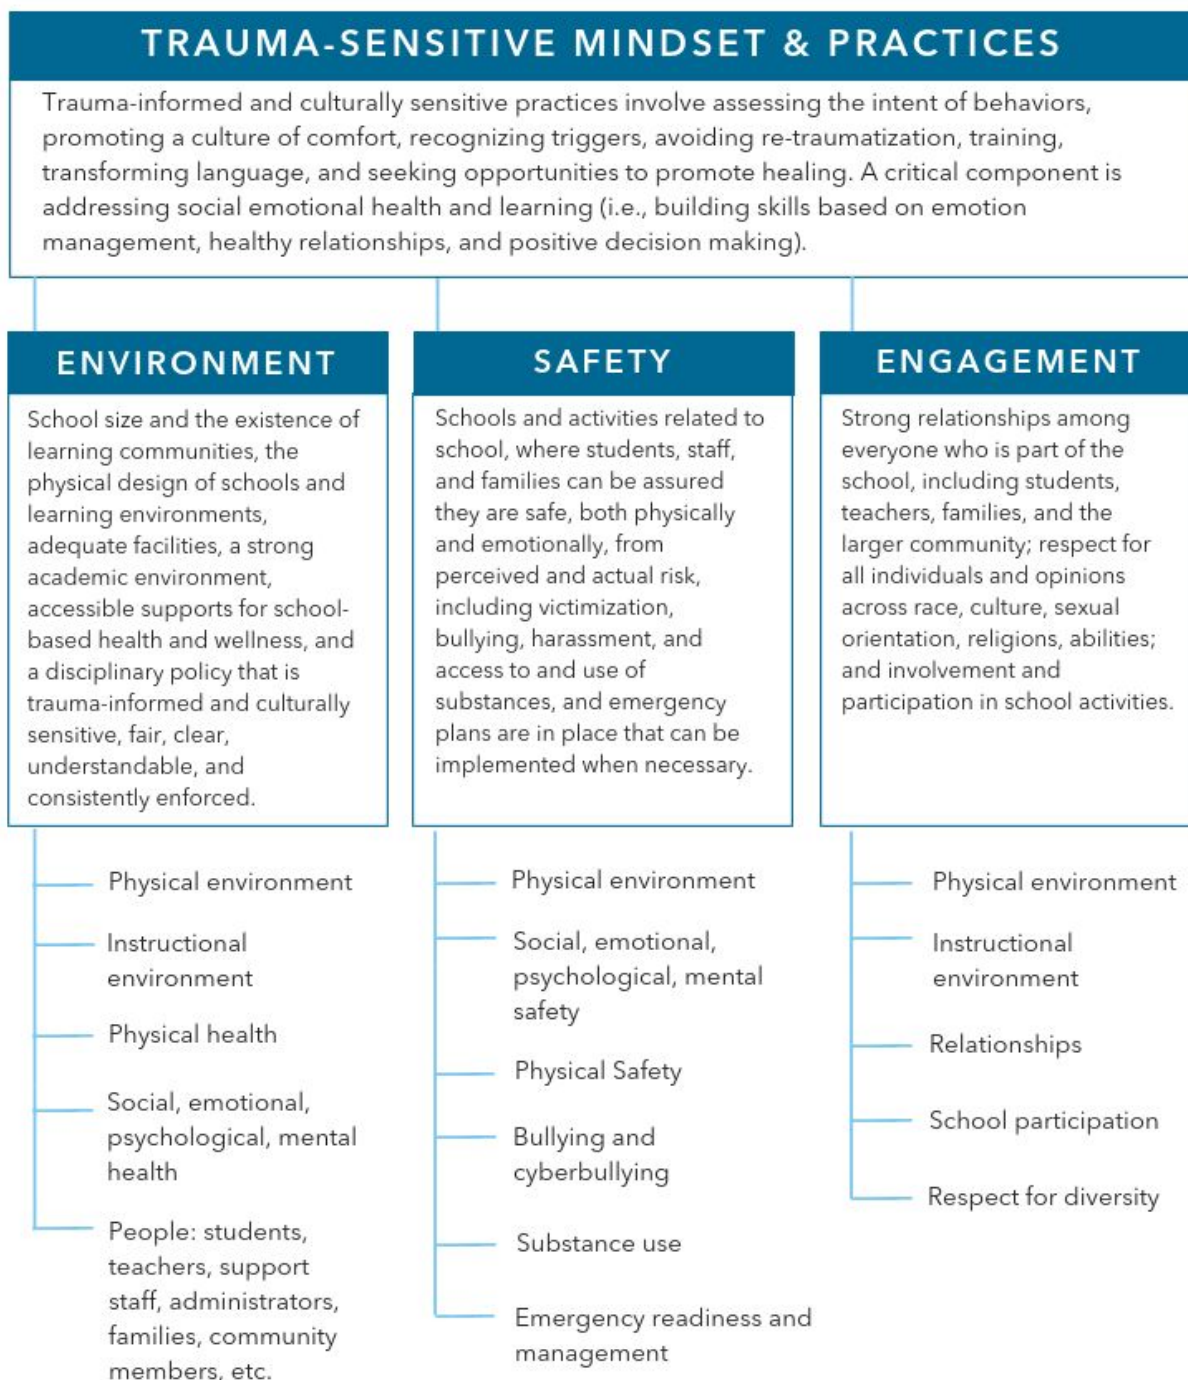 TRAUMA-SENSITIVE MINDSET & PRACTICES
Trauma-informed and culturally sensitive practices involve assessing the intent of behaviors,
promoting a culture of comfort, recognizing triggers, avoiding re-traumatization, training,
transforming language, and seeking opportunities to promote healing. A critical component is
addressing social emotional health and learning (i.e., building skills based on emotion
management, healthy relationships, and positive decision making).
ENVIRONMENT
School size and the existence of
learning communities, the
physical design of schools and
learning environments,
adequate facilities, a strong
academic environment,
accessible supports for school-
based health and wellness, and
a disciplinary policy that is
trauma-informed and culturally
sensitive, fair, clear,
understandable, and
consistently enforced.
Physical environment
Instructional
environment
Physical health
Social, emotional,
psychological, mental
health
People: students,
teachers, support
staff, administrators,
families, community
members, etc.
SAFETY
Schools and activities related to
school, where students, staff,
and families can be assured
they are safe, both physically
and emotionally, from
perceived and actual risk,
including victimization,
bullying, harassment, and
access to and use of
substances, and emergency
plans are in place that can be
implemented when necessary.
Physical environment
Social, emotional,
psychological, mental
safety
Physical Safety
Bullying and
cyberbullying
Substance use
Emergency readiness and
management
ENGAGEMENT
Strong relationships among
everyone who is part of the
school, including students,
teachers, families, and the
larger community; respect for
all individuals and opinions
across race, culture, sexual
orientation, religions, abilities;
and involvement and
participation in school activities.
Physical environment
Instructional
environment
Relationships
School participation
Respect for diversity